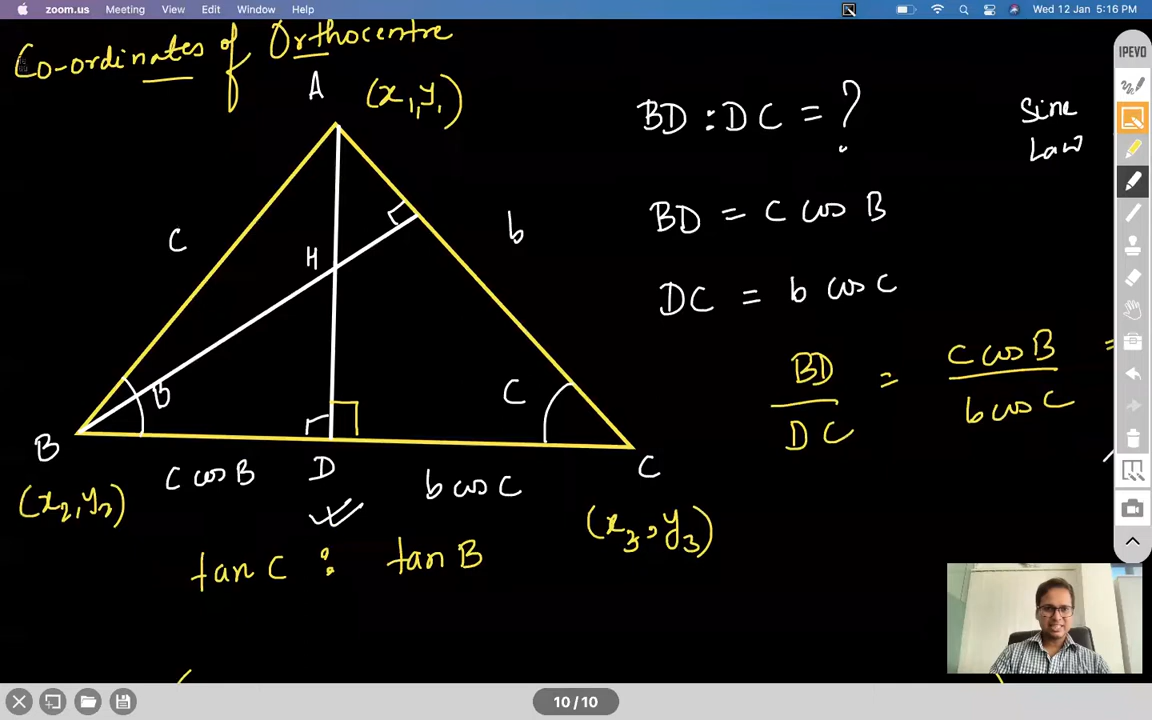 zoom.us Meeting View Edit Window Help
Wed 12 Jan 5:16 PM
IPEVO
Co-ordinates of Orthocentre
A (x₁,y₁)
BD : DC = ?
Sine
Law
BD = c cos B
c
H
b
DC = b cos C
BD/DC = c cos B/b cos C =
B
C
B
D
C
c cos B
b cos C
(x₂,y₂)
(x₃,y₃)
tan C : tan B
10/10